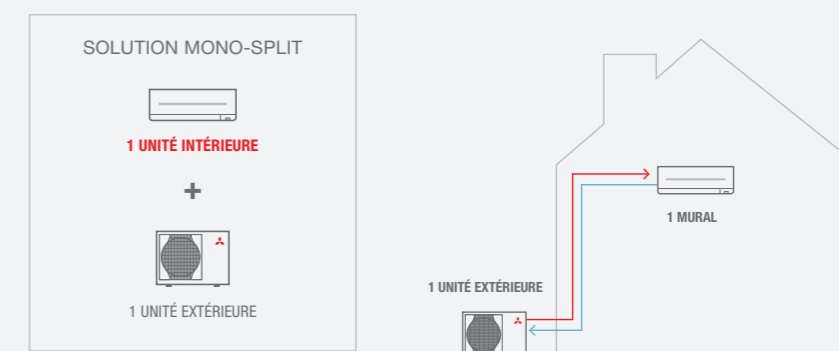 SOLUTION MONO-SPLIT
1 UNITÉ INTÉRIEURE
+
1 UNITÉ EXTÉRIEURE
1 MURAL
1 UNITÉ EXTÉRIEURE